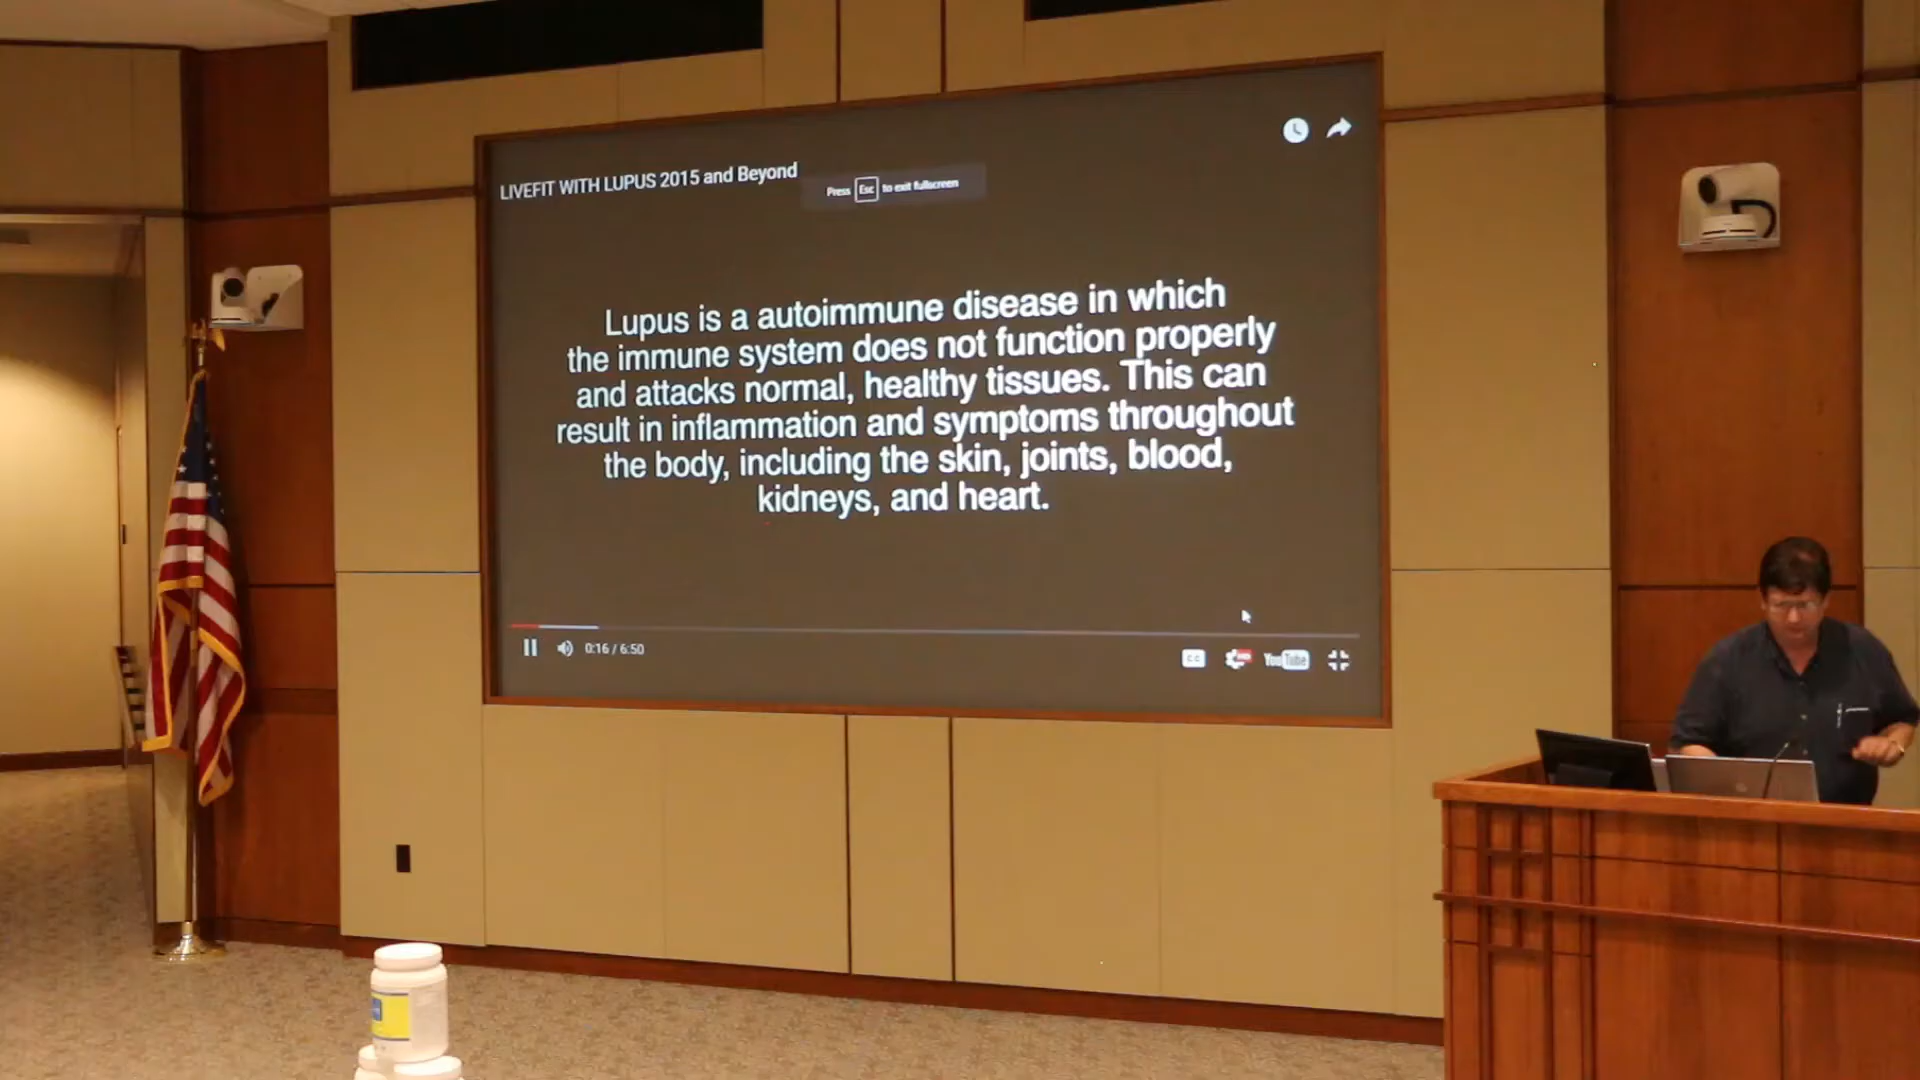 LIVEFIT WITH LUPUS 2015 and Beyond
Press Esc to exit fullscreen
Lupus is a autoimmune disease in which
the immune system does not function properly
and attacks normal, healthy tissues. This can
result in inflammation and symptoms throughout
the body, including the skin, joints, blood,
kidneys, and heart.
0:16 / 6:50
CC
HD
YouTube